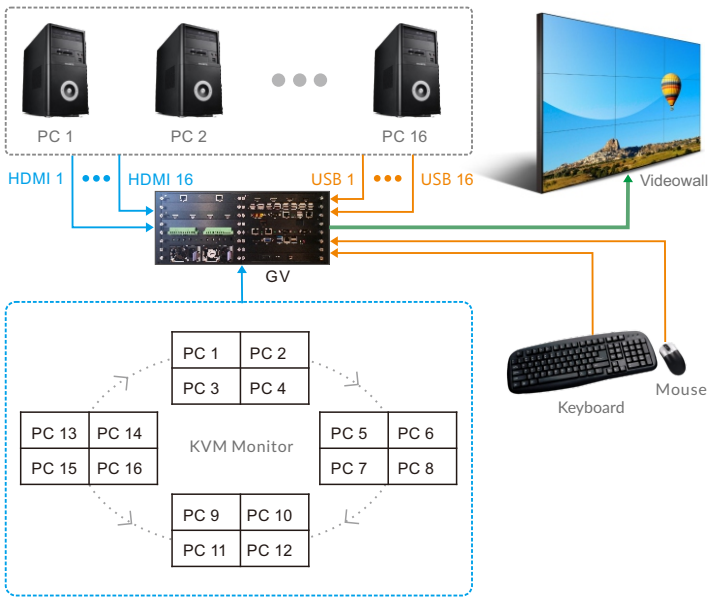 PC 1
PC 2
PC 16
HDMI 1
HDMI 16
USB 1
USB 16
Videowall
GV
PC 1 PC 2
PC 3 PC 4
PC 13 PC 14
PC 15 PC 16
KVM Monitor
PC 5 PC 6
PC 7 PC 8
PC 9 PC 10
PC 11 PC 12
Keyboard
Mouse